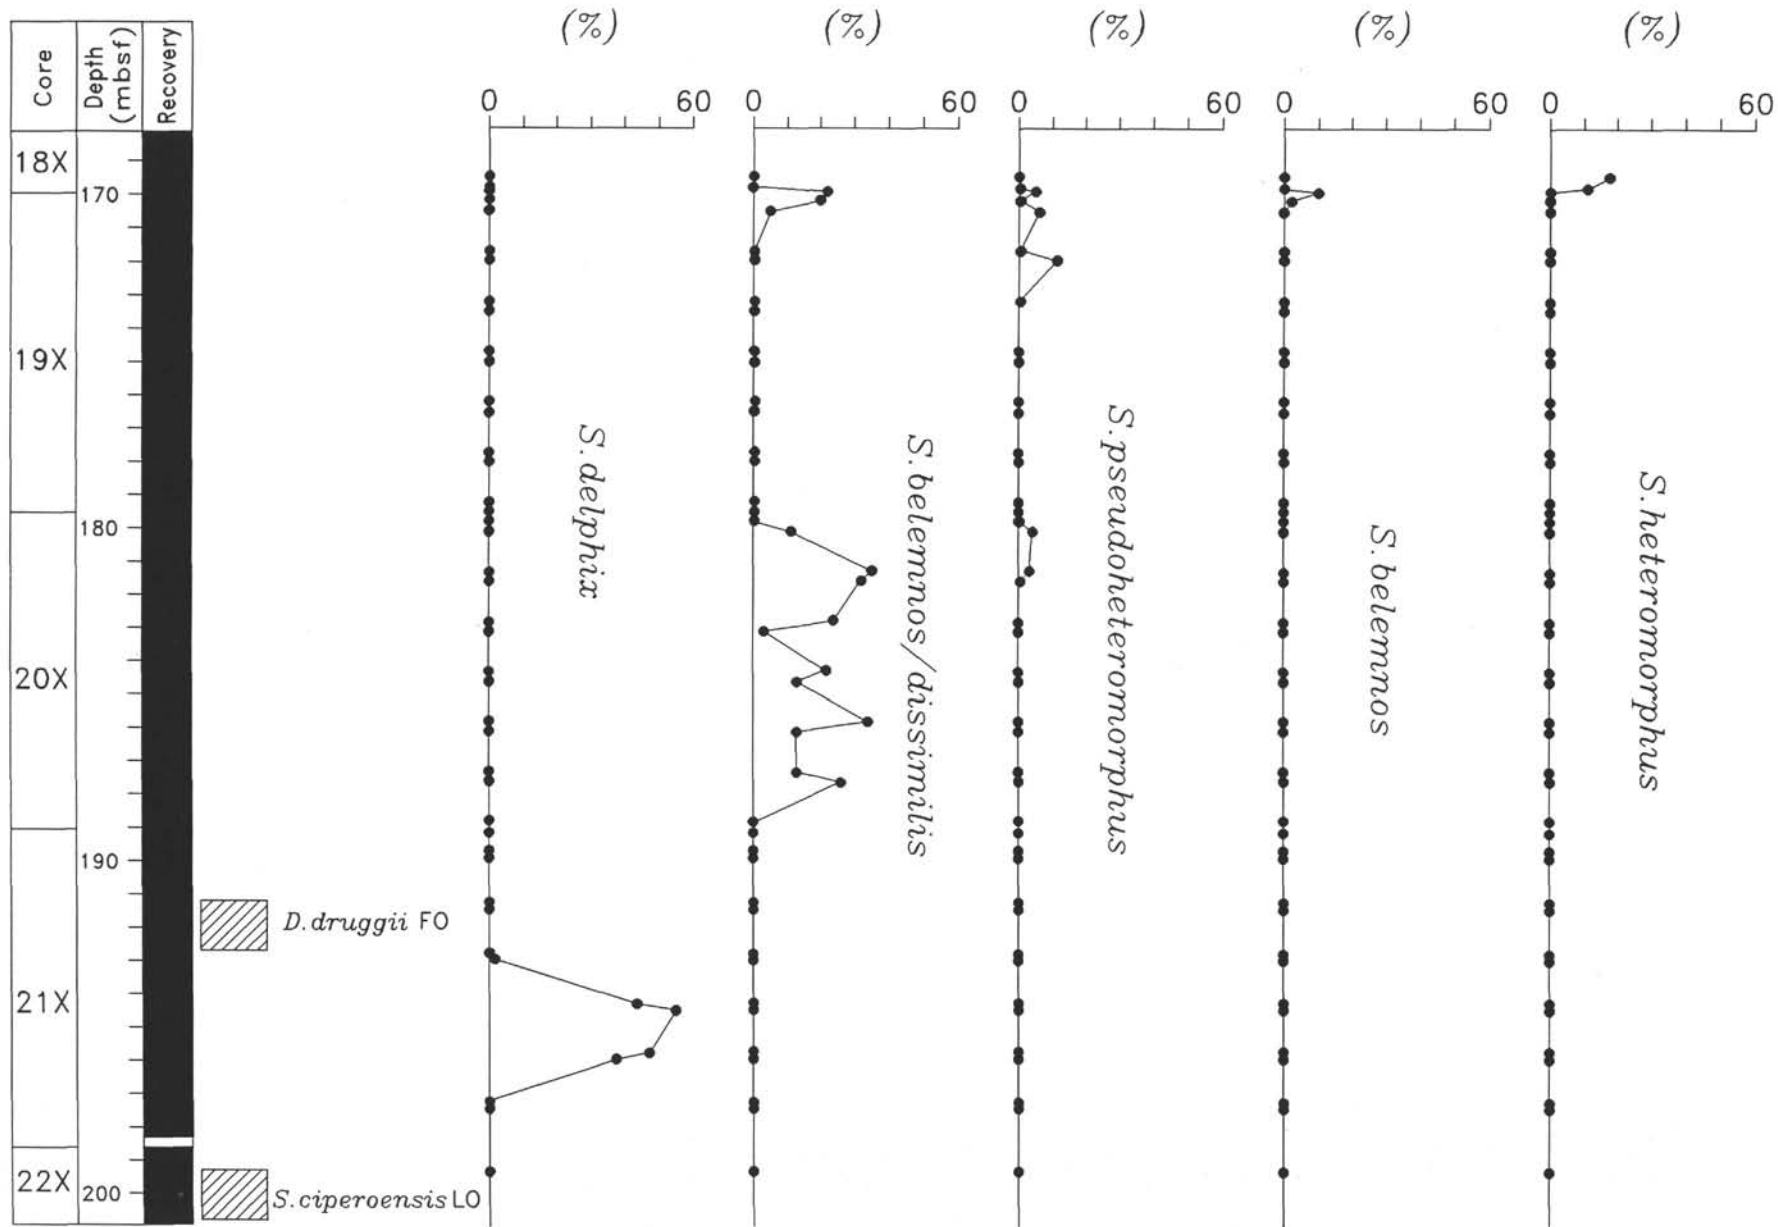 (%) (%) (%) (%) (%)
Core
Depth
(mbsf)
Recovery
0 60 0 60 0 60 0 60 0 60
18X
170
19X
180
20X
190
21X
22X
200
S.delphix
S.belemnos/dissimilis
S.pseudoheteromorphus
S.belemnos
S.heteromorphus
D.druggii FO
S.ciperoensis LO